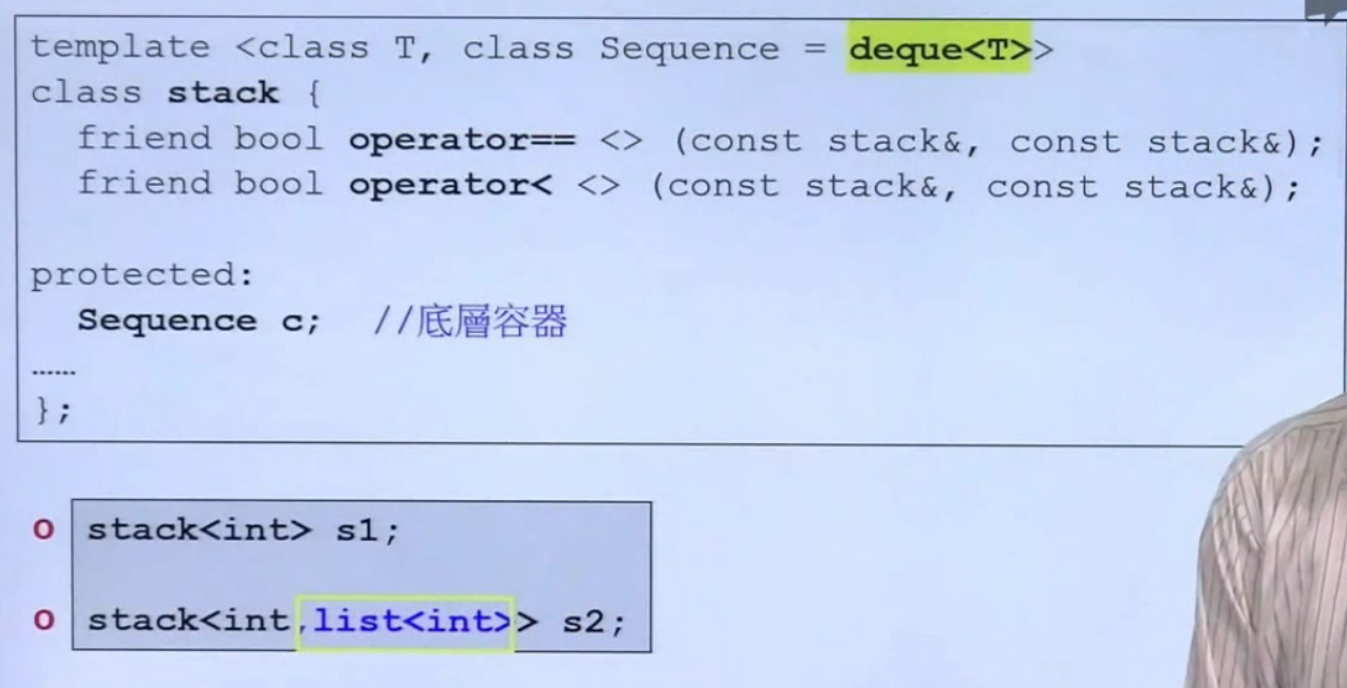 template <class T, class Sequence = deque<T>>
class stack {
friend bool operator== <> (const stack&, const stack&);
friend bool operator< <> (const stack&, const stack&);
protected:
Sequence c; //底層容器
……
};
o stack<int> s1;
o stack<int,list<int>> s2;